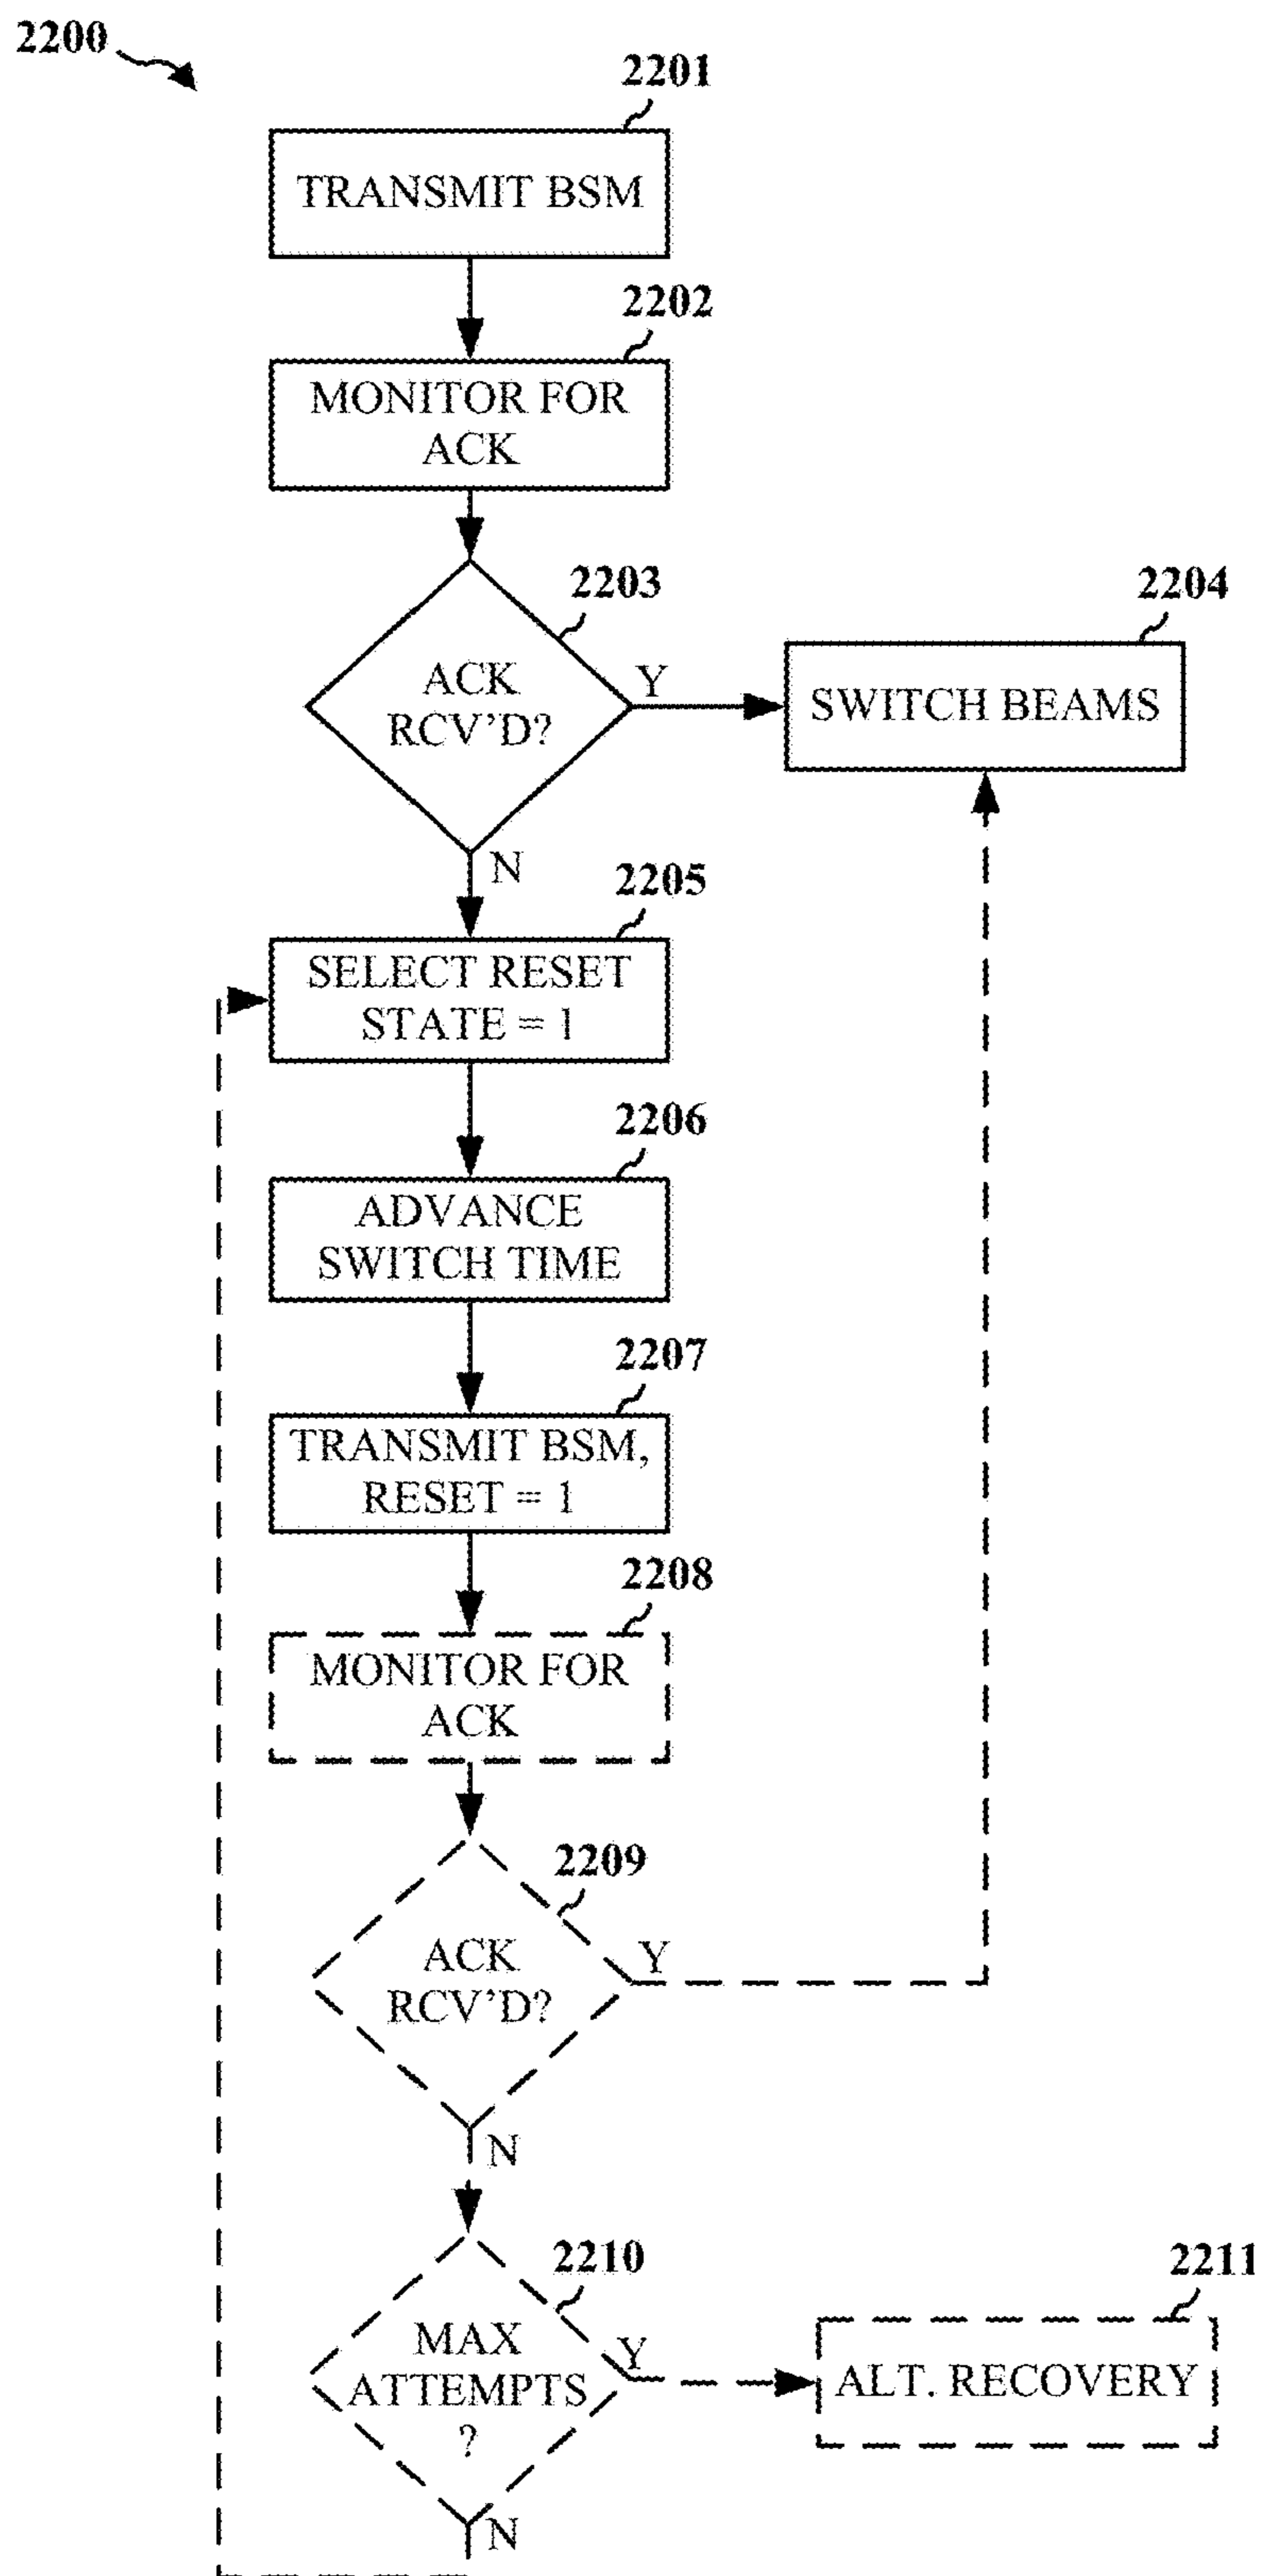 2200
2201
TRANSMIT BSM
2202
MONITOR FOR
ACK
2203
ACK
RCV'D?
Y
2204
SWITCH BEAMS
N
2205
SELECT RESET
STATE = 1
2206
ADVANCE
SWITCH TIME
2207
TRANSMIT BSM,
RESET = 1
2208
MONITOR FOR
ACK
2209
ACK
RCV'D?
Y
N
2210
MAX
ATTEMPTS
?
Y
2211
ALT. RECOVERY
N